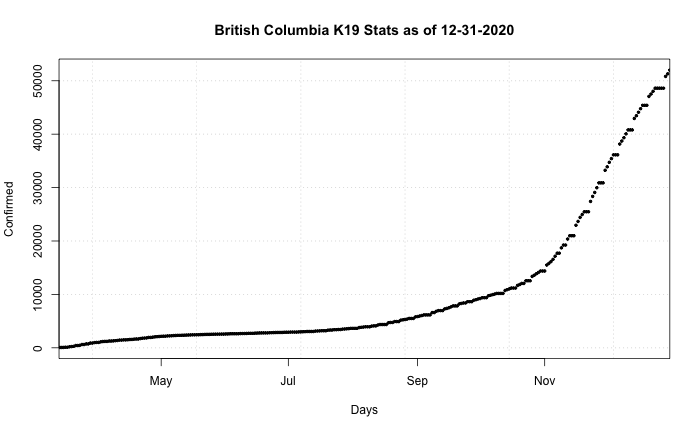 British Columbia K19 Stats as of 12-31-2020
Confirmed
50000
40000
30000
20000
10000
0
May
Jul
Sep
Nov
Days